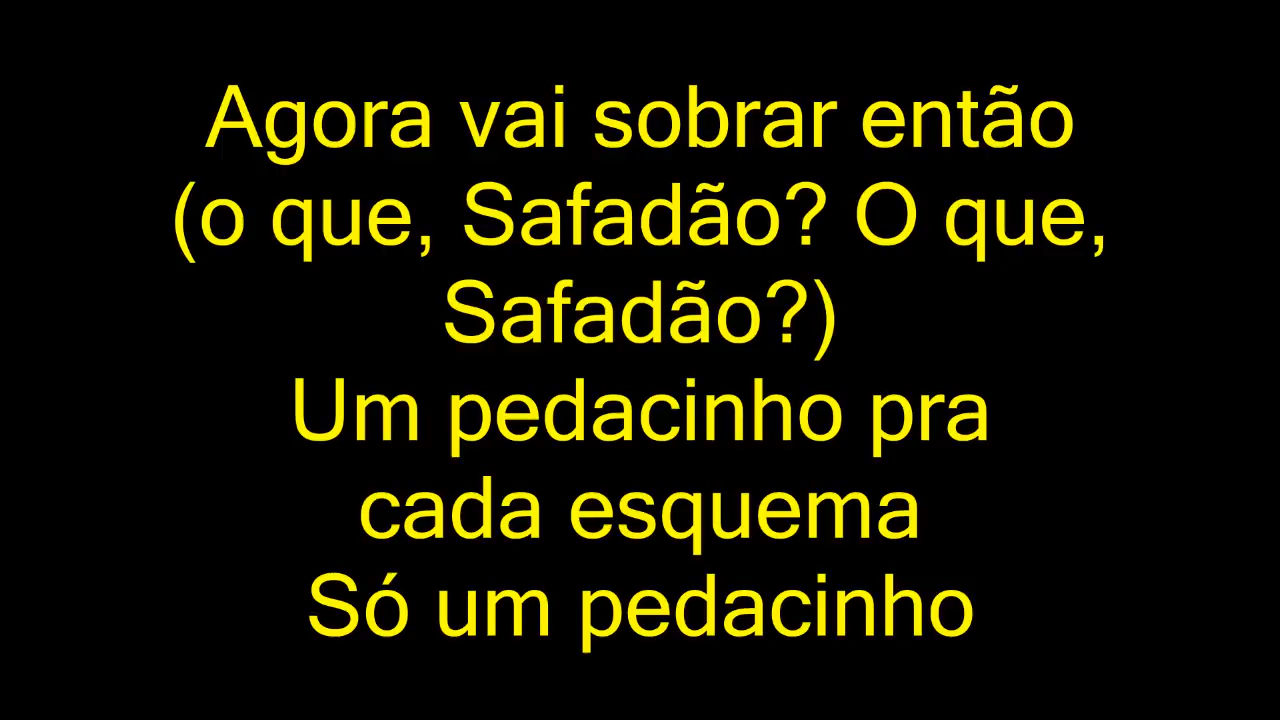 Agora vai sobrar então
(o que, Safadão? O que,
Safadão?)
Um pedacinho pra
cada esquema
Só um pedacinho